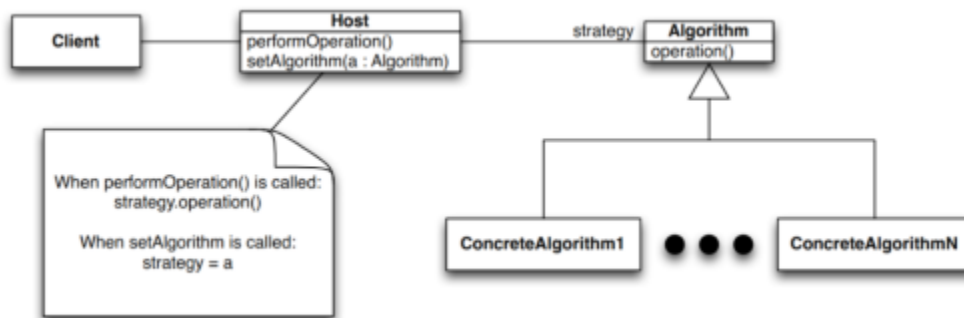 Client
Host
performOperation()
setAlgorithm(a : Algorithm)
strategy
Algorithm
operation()
When performOperation() is called:
strategy.operation()
When setAlgorithm is called:
strategy = a
ConcreteAlgorithm1
ConcreteAlgorithmN